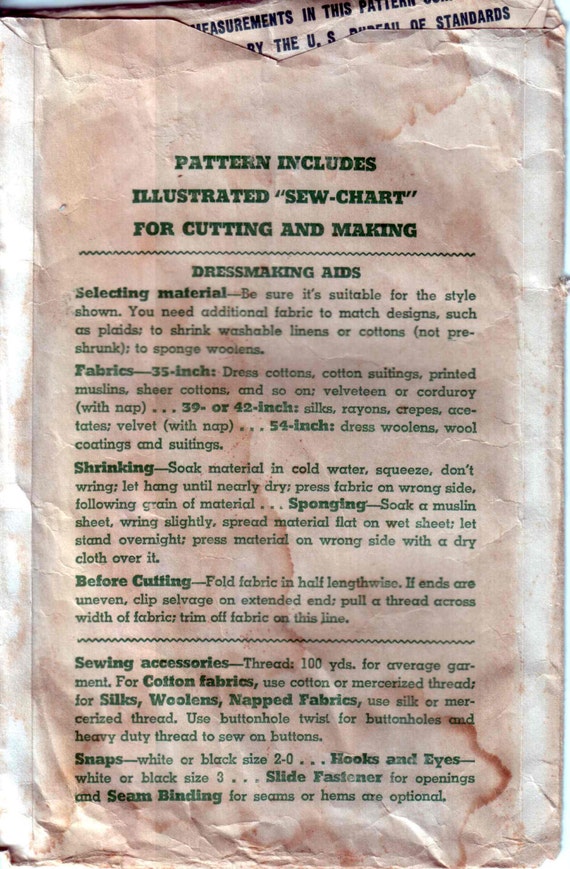 MEASUREMENTS IN THIS PATTERN
BY THE U. S. BUREAU OF STANDARDS
PATTERN INCLUDES
ILLUSTRATED "SEW-CHART"
FOR CUTTING AND MAKING
DRESSMAKING AIDS
Selecting material—Be sure it's suitable for the style
shown. You need additional fabric to match designs, such
as plaids; to shrink washable linens or cottons (not pre-
shrunk); to sponge woolens.
Fabrics—35-inch: Dress cottons, cotton suitings, printed
muslins, sheer cottons, and so on; velveteen or corduroy
(with nap) . . . 39- or 42-inch: silks, rayons, crepes, ace-
tates; velvet (with nap) . . . 54-inch: dress woolens, wool
coatings and suitings.
Shrinking—Soak material in cold water, squeeze, don't
wring; let hang until nearly dry; press fabric on wrong side,
following grain of material . . . Sponging—Soak a muslin
sheet, wring slightly, spread material flat on wet sheet; let
stand overnight; press material on wrong side with a dry
cloth over it.
Before Cutting—Fold fabric in half lengthwise. If ends are
uneven, clip selvage on extended end; pull a thread across
width of fabric; trim off fabric on this line.
Sewing accessories—Thread: 100 yds. for average gar-
ment. For Cotton fabrics, use cotton or mercerized thread;
for Silks, Woolens, Napped Fabrics, use silk or mer-
cerized thread. Use buttonhole twist for buttonholes and
heavy duty thread to sew on buttons.
Snaps—white or black size 2-0 . . . Hooks and Eyes—
white or black size 3 . . . Slide Fastener for openings
and Seam Binding for seams or hems are optional.